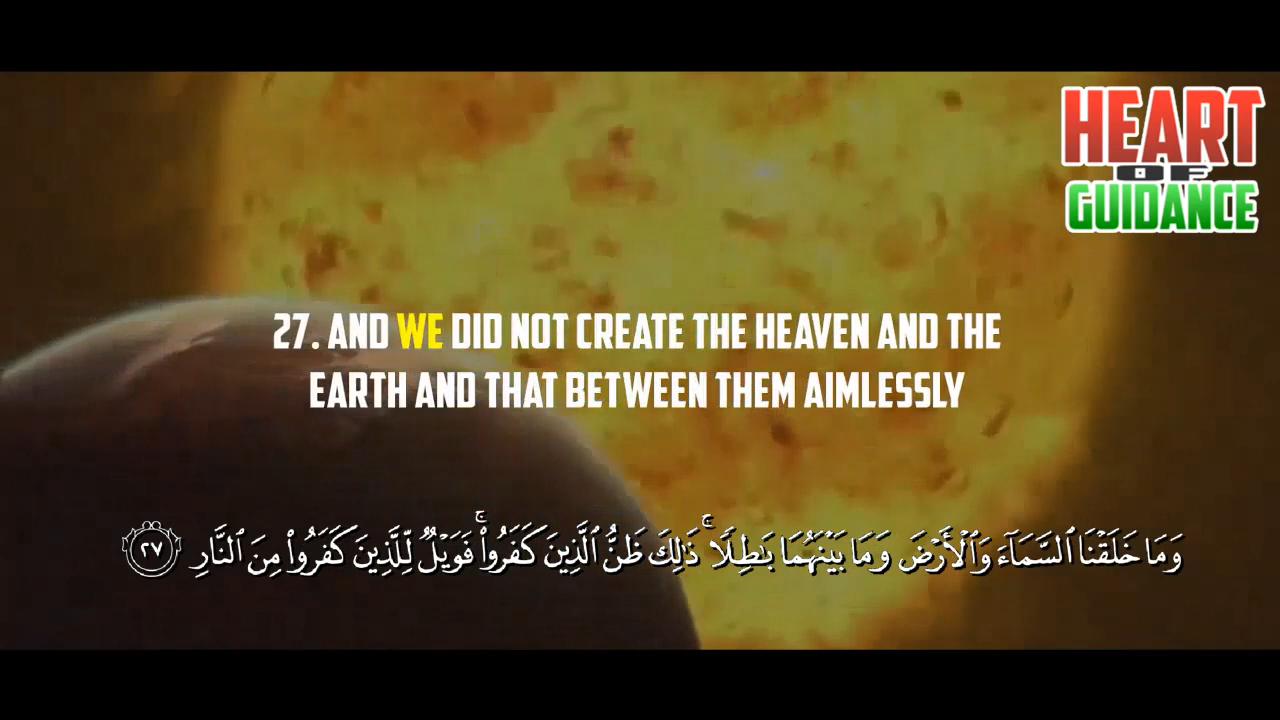 HEART
OF
GUIDANCE
27. AND WE DID NOT CREATE THE HEAVEN AND THE
EARTH AND THAT BETWEEN THEM AIMLESSLY
وَمَا خَلَقْنَا ٱلسَّمَآءَ وَٱلْأَرْضَ وَمَا بَيْنَهُمَا بَـٰطِلًا ۚ ذَٰلِكَ ظَنُّ ٱلَّذِينَ كَفَرُوا۟ ۚ فَوَيْلٌ لِّلَّذِينَ كَفَرُوا۟ مِنَ ٱلنَّارِ ٢٧